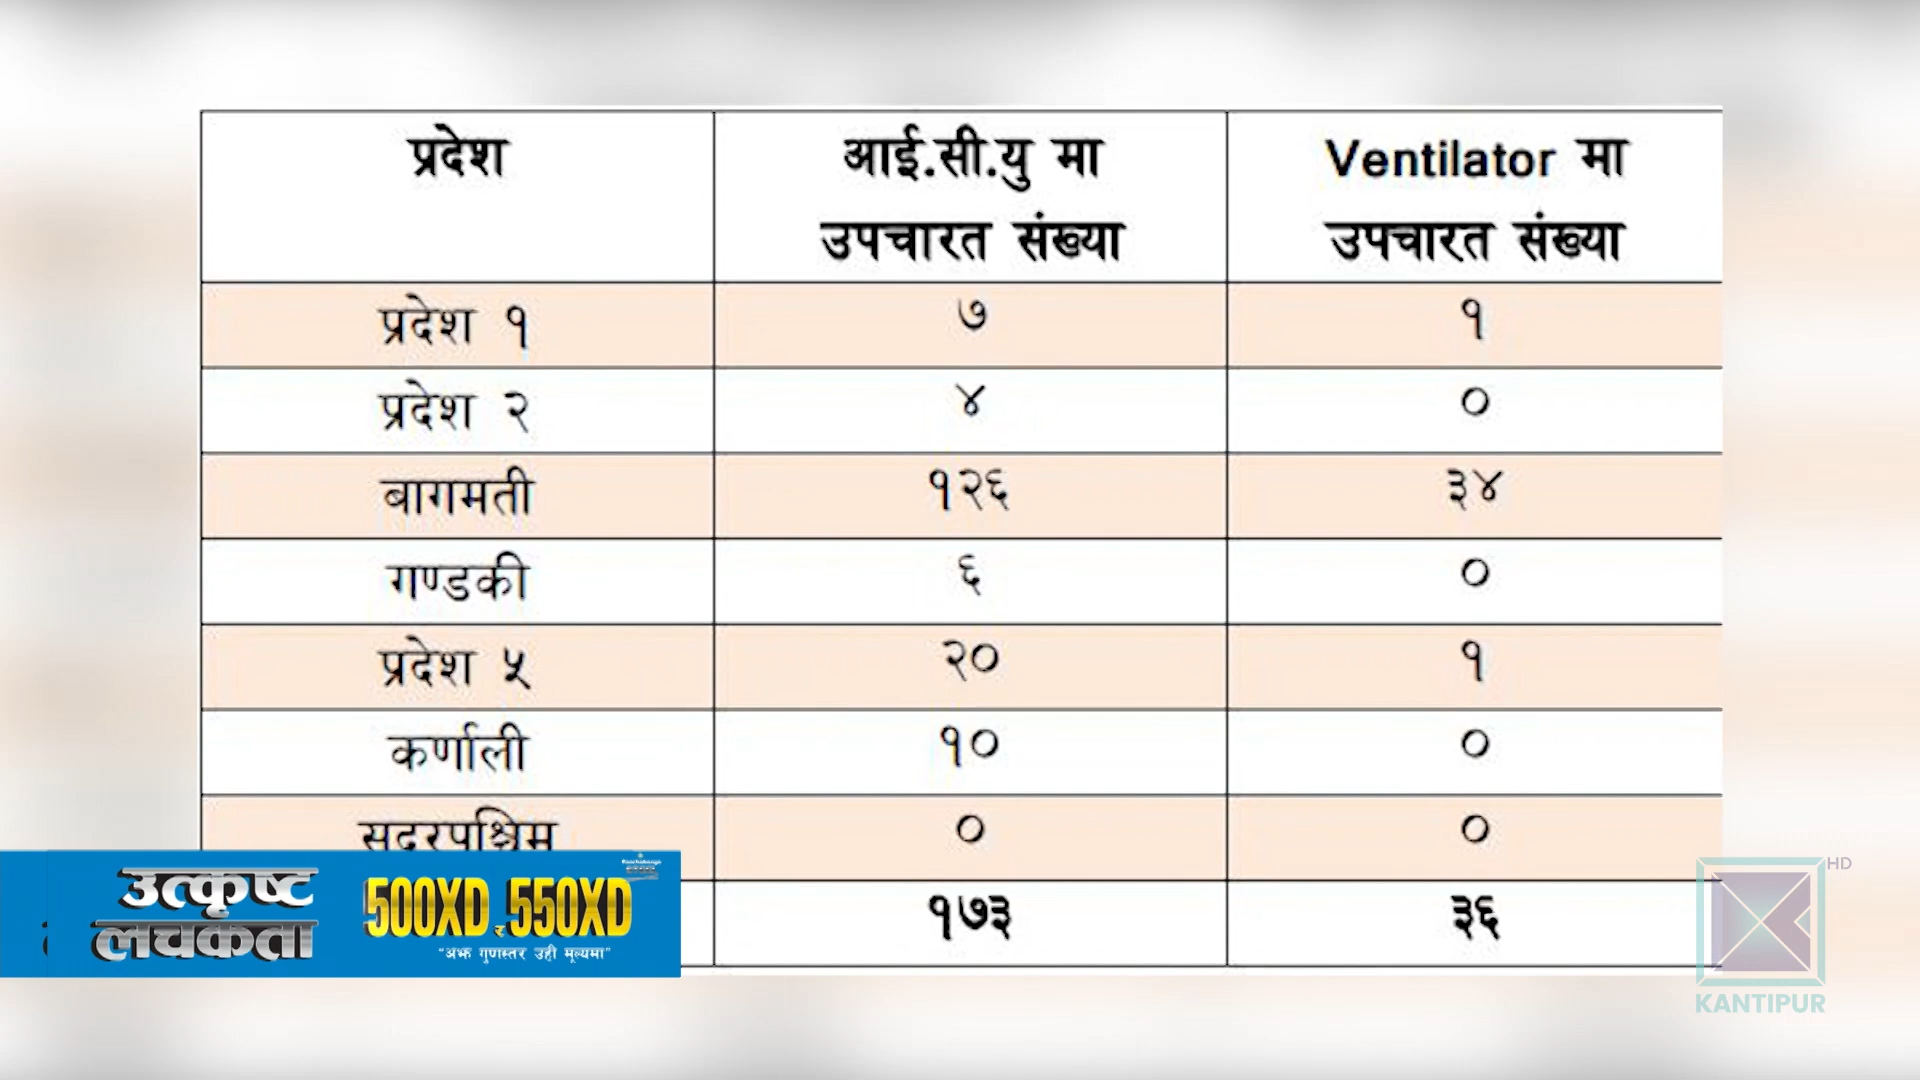 प्रदेश
आई.सी.यु मा
उपचारत संख्या
Ventilator मा
उपचारत संख्या
प्रदेश १ ७ १
प्रदेश २ ४ ०
बागमती १२६ ३४
गण्डकी ६ ०
प्रदेश ५ २० १
कर्णाली १० ०
सुदूरपश्चिम ० ०
१७३ ३६
उत्कृष्ट
लचकता
500XD र 550XD
"अझ गुणस्तर उही मूल्यमा"
HD
KANTIPUR